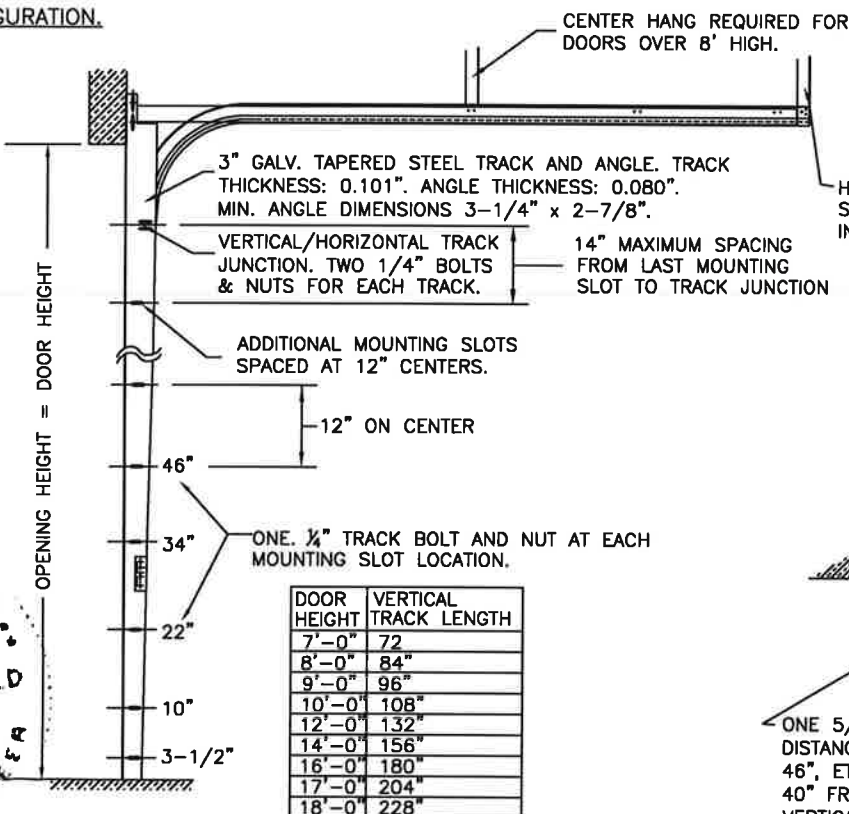 GURATION.
CENTER HANG REQUIRED FOR
DOORS OVER 8' HIGH.
3" GALV. TAPERED STEEL TRACK AND ANGLE. TRACK
THICKNESS: 0.101". ANGLE THICKNESS: 0.080".
MIN. ANGLE DIMENSIONS 3-1/4" x 2-7/8".
H
S
IN
VERTICAL/HORIZONTAL TRACK
JUNCTION. TWO 1/4" BOLTS
& NUTS FOR EACH TRACK.
14" MAXIMUM SPACING
FROM LAST MOUNTING
SLOT TO TRACK JUNCTION
ADDITIONAL MOUNTING SLOTS
SPACED AT 12" CENTERS.
12" ON CENTER
OPENING HEIGHT = DOOR HEIGHT
46"
34"
22"
10"
3-1/2"
ONE. ¼" TRACK BOLT AND NUT AT EACH
MOUNTING SLOT LOCATION.
DOOR HEIGHT VERTICAL TRACK LENGTH
7'-0" 72
8'-0" 84"
9'-0" 96"
10'-0" 108"
12'-0" 132"
14'-0" 156"
16'-0" 180"
17'-0" 204"
18'-0" 228"
ONE 5/
DISTANC
46", ET
40" FR
VERTICA